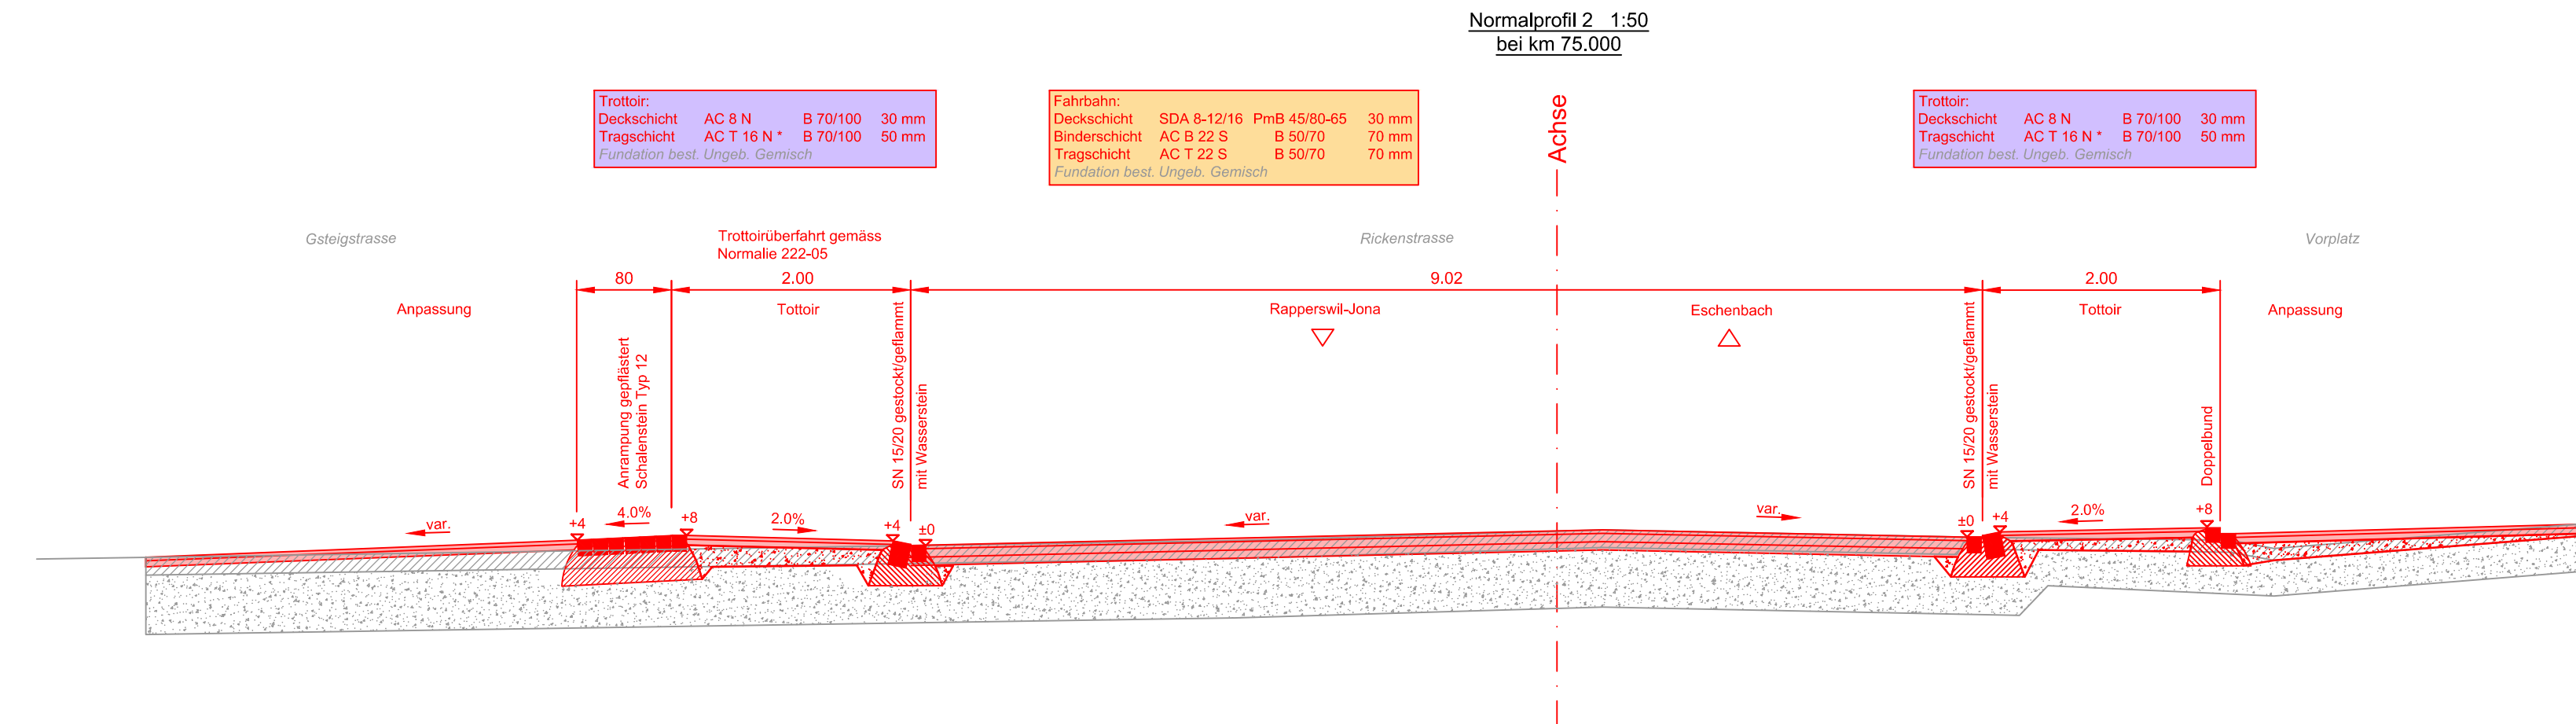 Normalprofil 2 1:50
bei km 75.000
Trottoir:
Deckschicht AC 8 N B 70/100 30 mm
Tragschicht AC T 16 N * B 70/100 50 mm
Fundation best. Ungeb. Gemisch
Fahrbahn:
Deckschicht SDA 8-12/16 PmB 45/80-65 30 mm
Binderschicht AC B 22 S B 50/70 70 mm
Tragschicht AC T 22 S B 50/70 70 mm
Fundation best. Ungeb. Gemisch
Achse
Trottoir:
Deckschicht AC 8 N B 70/100 30 mm
Tragschicht AC T 16 N * B 70/100 50 mm
Fundation best. Ungeb. Gemisch
Gsteigstrasse
Trottoirüberfahrt gemäss
Normalie 222-05
Rickenstrasse
Vorplatz
80
2.00
9.02
2.00
Anpassung
Tottoir
Rapperswil-Jona
Eschenbach
Tottoir
Anpassung
Anrampung gepflästert
Schalenstein Typ 12
SN 15/20 gestockt/geflammt
mit Wasserstein
SN 15/20 gestockt/geflammt
mit Wasserstein
Doppelbund
var.
+4
4.0%
+8
2.0%
+4
±0
var.
var.
±0
+4
2.0%
+8